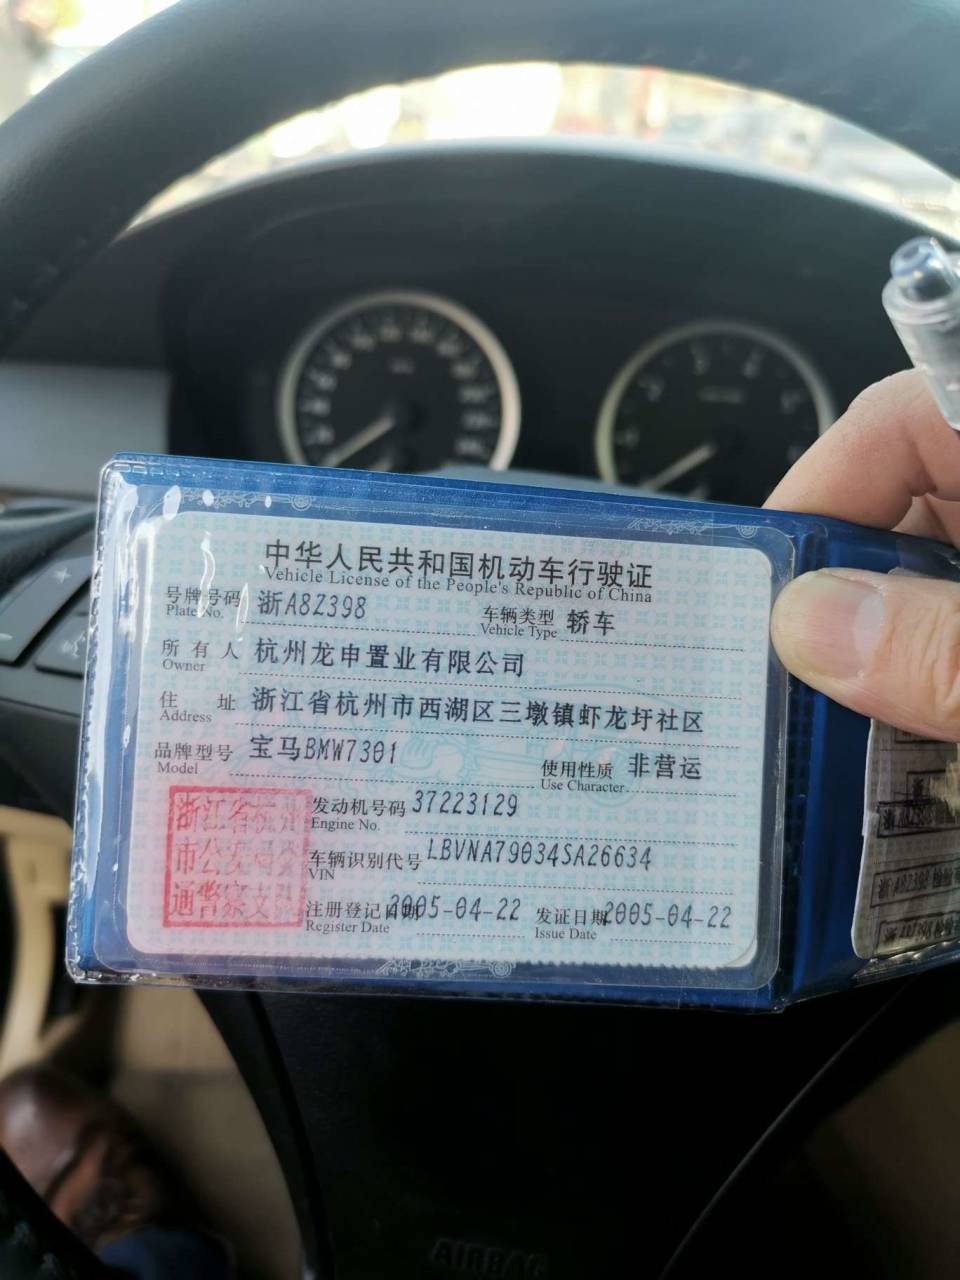 中华人民共和国机动车行驶证
Vehicle License of the People's Republic of China
号牌号码 浙A8Z398 车辆类型 轿车
Plate No. Vehicle Type
所有人 杭州龙申置业有限公司
Owner
住址 浙江省杭州市西湖区三墩镇虾龙圩社区
Address
品牌型号 宝马BMW7301 使用性质 非营运
Model Use Character
发动机号码 37223129
Engine No.
车辆识别代号 LBVNA79034SA26634
VIN
注册登记日期 2005-04-22 发证日期 2005-04-22
Register Date Issue Date
浙江省杭州
市公安局交
通警察支队
AIRBAG